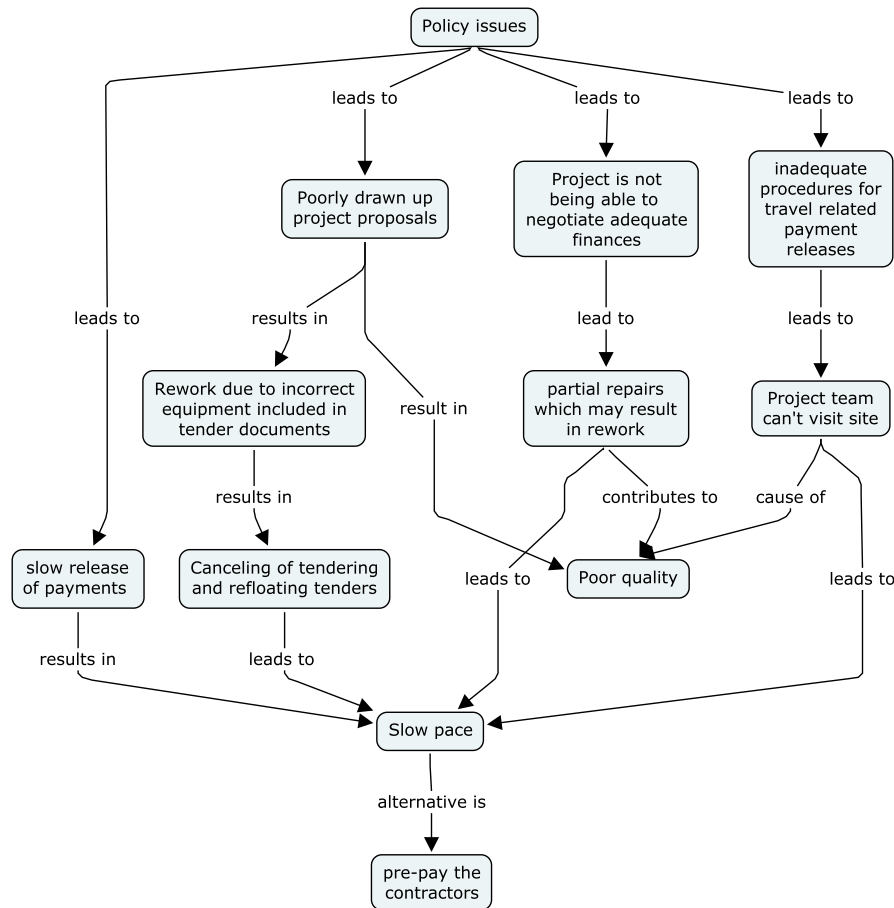 Policy issues
leads to
leads to
leads to
inadequate
procedures for
travel related
payment
releases
Project is not
being able to
negotiate adequate
finances
Poorly drawn up
project proposals
leads to
results in
lead to
leads to
Rework due to incorrect
equipment included in
tender documents
result in
partial repairs
which may result
in rework
Project team
can't visit site
results in
contributes to
cause of
slow release
of payments
Canceling of tendering
and refloating tenders
leads to
Poor quality
leads to
results in
leads to
Slow pace
alternative is
pre-pay the
contractors